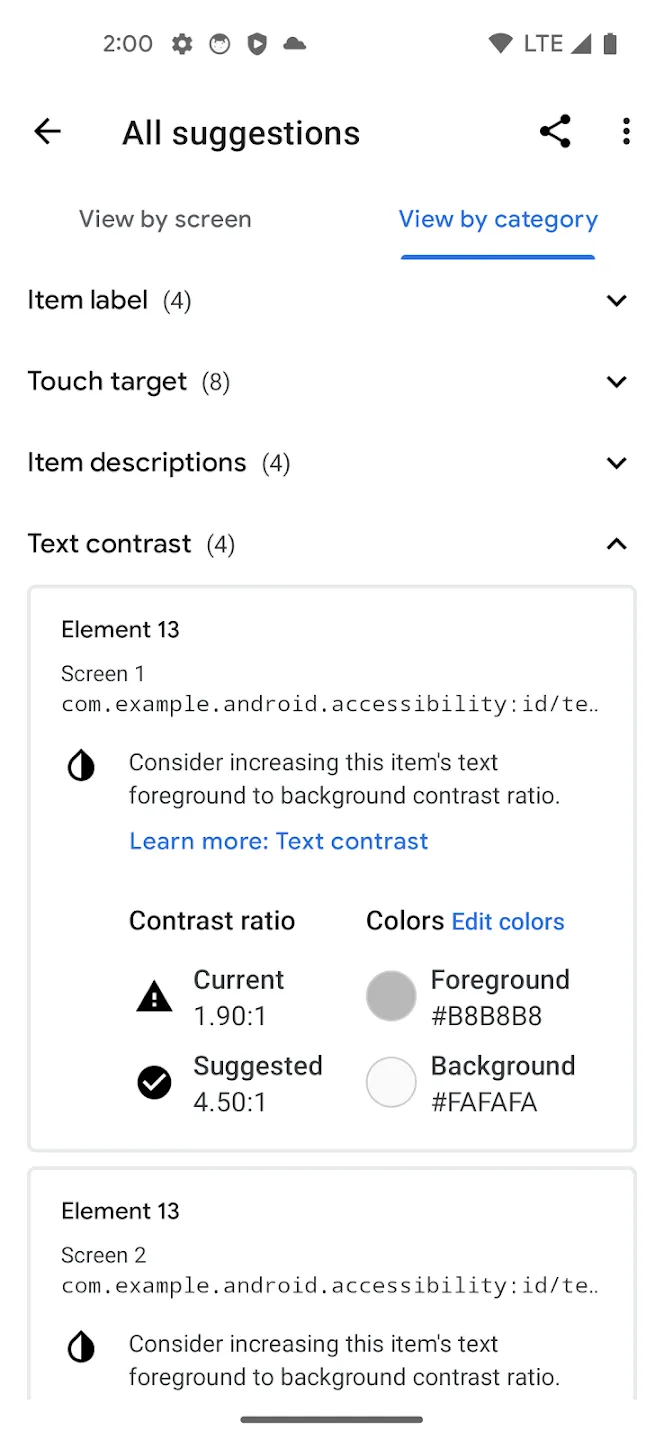 2:00 LTE
All suggestions
View by screen View by category
Item label (4)
Touch target (8)
Item descriptions (4)
Text contrast (4)
Element 13
Screen 1
com.example.android.accessibility:id/te..
Consider increasing this item's text
foreground to background contrast ratio.
Learn more: Text contrast
Contrast ratio Colors Edit colors
Current Foreground
1.90:1 #B8B8B8
Suggested Background
4.50:1 #FAFAFA
Element 13
Screen 2
com.example.android.accessibility:id/te..
Consider increasing this item's text
foreground to background contrast ratio.